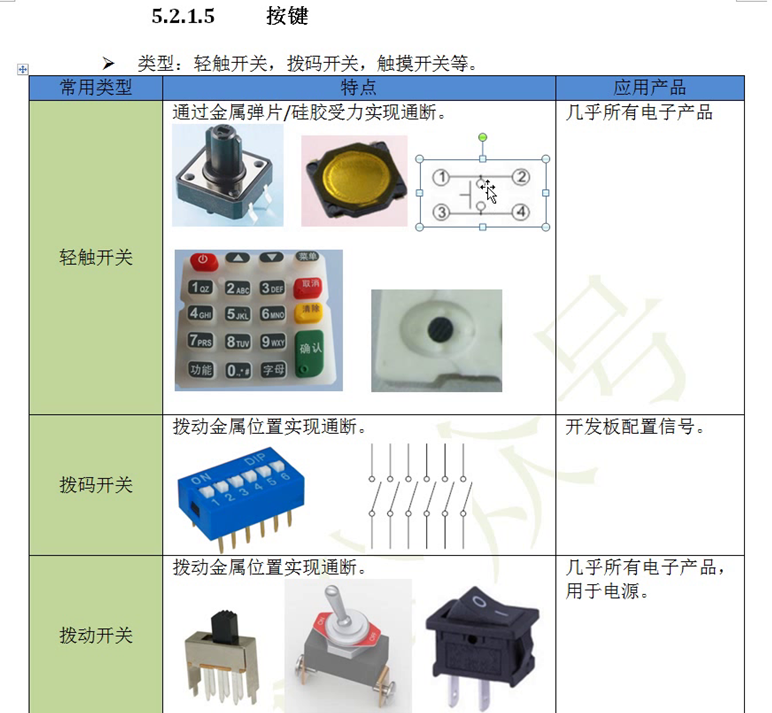 5.2.1.5 按键
➢ 类型：轻触开关，拨码开关，触摸开关等。
常用类型 特点 应用产品
轻触开关
通过金属弹片/硅胶受力实现通断。
几乎所有电子产品
① ②
③ ④
菜单
1QZ 2ABC 3DEF 取消
4GHI 5JKL 6MNO 清除
7PRS 8TUV 9WXY 确认
功能 0..*# 字母
拨码开关
拨动金属位置实现通断。
开发板配置信号。
ON DIP
1 2 3 4 5 6
拨动开关
拨动金属位置实现通断。
几乎所有电子产品，
用于电源。
ON
众号